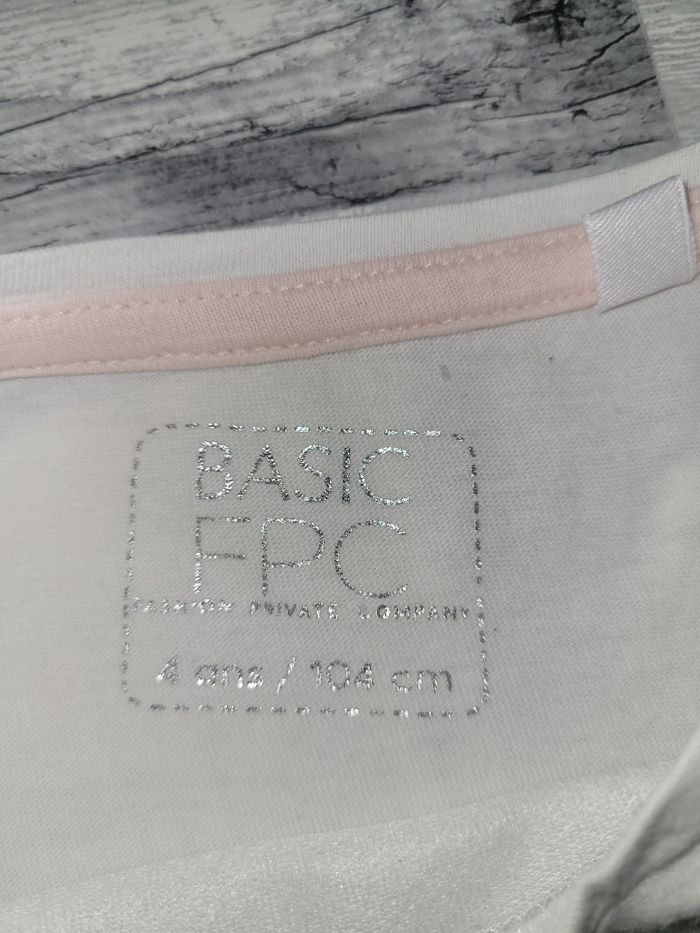 BASIC
FPC
FASHION PRIVATE COMPANY
4 ans / 104 cm